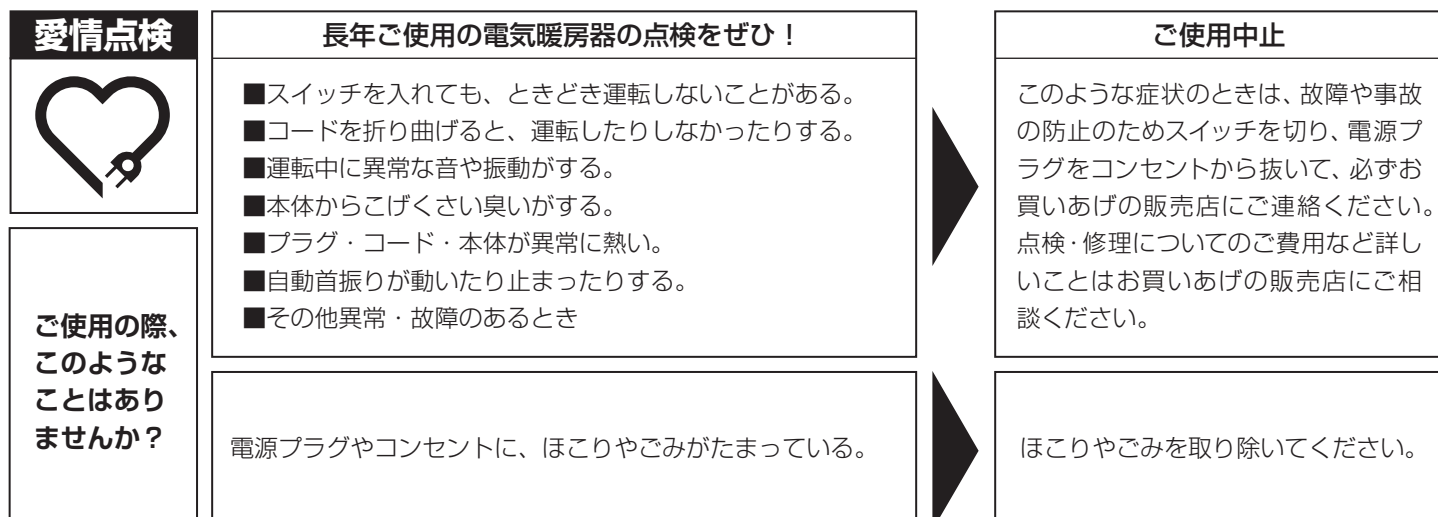 愛情点検
長年ご使用の電気暖房器の点検をぜひ！
ご使用中止
■スイッチを入れても、ときどき運転しないことがある。
■コードを折り曲げると、運転したりしなかったりする。
■運転中に異常な音や振動がする。
■本体からこげくさい臭いがする。
■プラグ・コード・本体が異常に熱い。
■自動首振りが動いたり止まったりする。
■その他異常・故障のあるとき
このような症状のときは、故障や事故
の防止のためスイッチを切り、電源プ
ラグをコンセントから抜いて、必ずお
買いあげの販売店にご連絡ください。
点検・修理についてのご費用など詳し
いことはお買いあげの販売店にご相
談ください。
ご使用の際、
このような
ことはあり
ませんか？
電源プラグやコンセントに、ほこりやごみがたまっている。
ほこりやごみを取り除いてください。